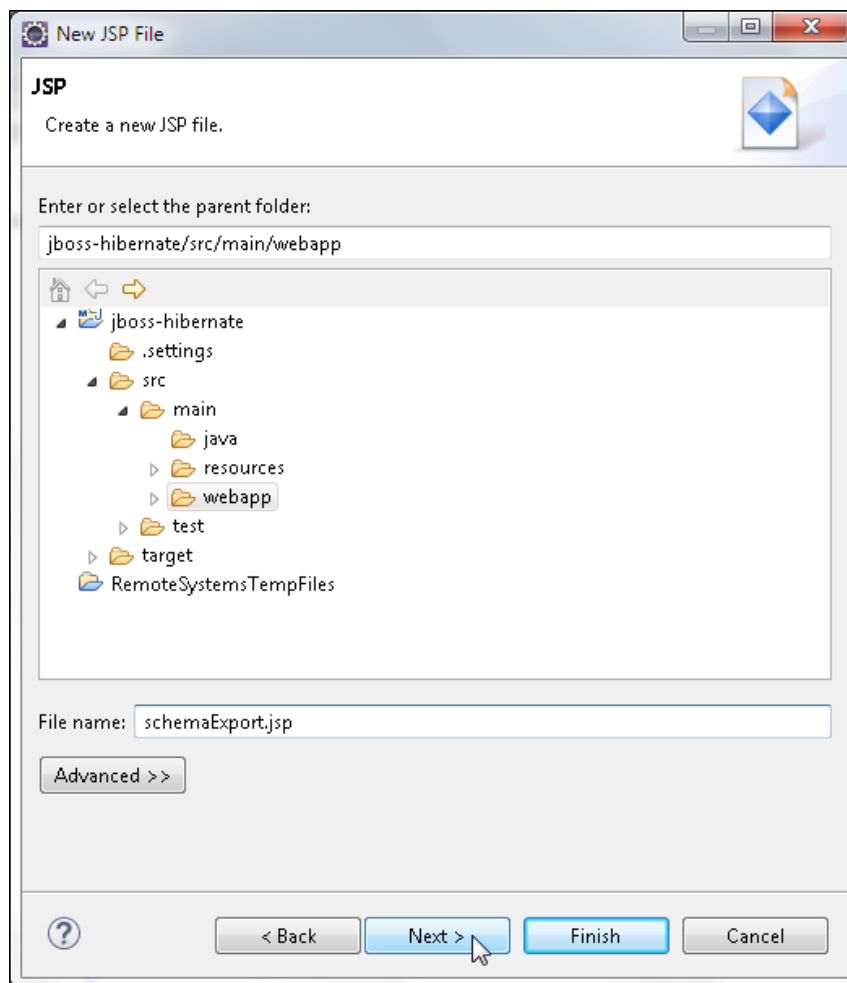 New JSP File
JSP
Create a new JSP file.
Enter or select the parent folder:
jboss-hibernate/src/main/webapp
jboss-hibernate
.settings
src
main
java
resources
webapp
test
target
RemoteSystemsTempFiles
File name: schemaExport.jsp
Advanced >>
? < Back Next > Finish Cancel